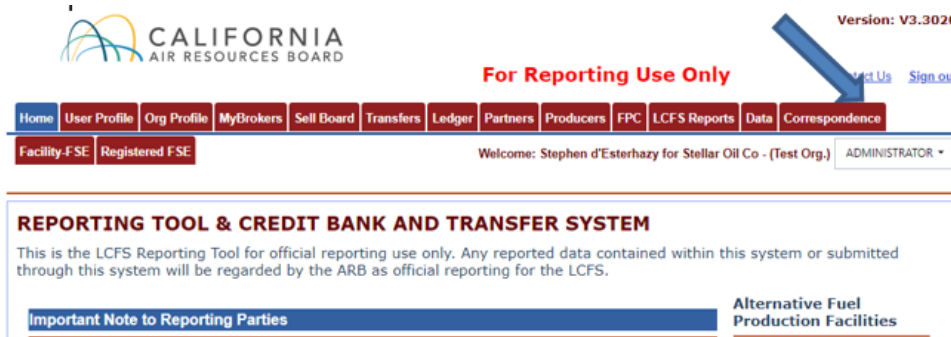 Version: V3.302
CALIFORNIA
AIR RESOURCES BOARD
For Reporting Use Only
Us Sign ou
Home User Profile Org Profile MyBrokers Sell Board Transfers Ledger Partners Producers FPC LCFS Reports Data Correspondence
Facility-FSE Registered FSE
Welcome: Stephen d'Esterhazy for Stellar Oil Co - (Test Org.) ADMINISTRATOR
REPORTING TOOL & CREDIT BANK AND TRANSFER SYSTEM
This is the LCFS Reporting Tool for official reporting use only. Any reported data contained within this system or submitted
through this system will be regarded by the ARB as official reporting for the LCFS.
Important Note to Reporting Parties
Alternative Fuel
Production Facilities